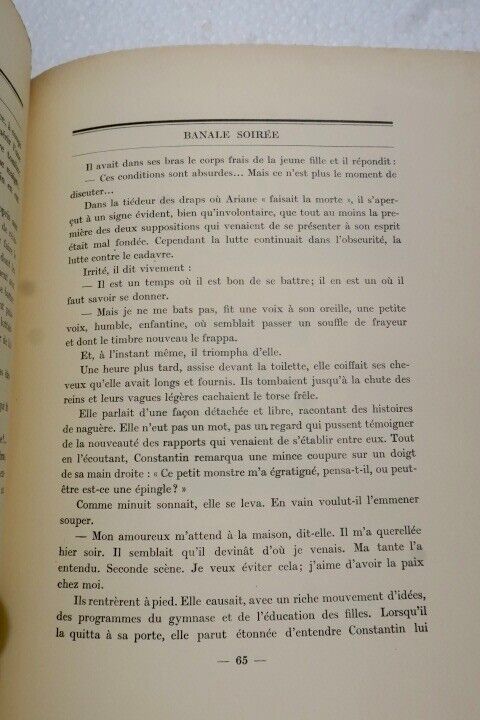 BANALE SOIRÉE
Il avait dans ses bras le corps frais de la jeune fille et il répondit :
— Ces conditions sont absurdes... Mais ce n'est plus le moment de
discuter...
Dans la tiédeur des draps où Ariane « faisait la morte », il s'aper-
çut à un signe évident, bien qu'involontaire, que tout au moins la pre-
mière des deux suppositions qui venaient de se présenter à son esprit
était mal fondée. Cependant la lutte continuait dans l'obscurité, la
lutte contre le cadavre.
Irrité, il dit vivement :
— Il est un temps où il est bon de se battre; il en est un où il
faut savoir se donner.
— Mais je ne me bats pas, fit une voix à son oreille, une petite
voix, humble, enfantine, où semblait passer un souffle de frayeur
et dont le timbre nouveau le frappa.
Et, à l'instant même, il triompha d'elle.
Une heure plus tard, assise devant la toilette, elle coiffait ses che-
veux qu'elle avait longs et fournis. Ils tombaient jusqu'à la chute des
reins et leurs vagues légères cachaient le torse frêle.
Elle parlait d'une façon détachée et libre, racontant des histoires
de naguère. Elle n'eut pas un mot, pas un regard qui pussent témoigner
de la nouveauté des rapports qui venaient de s'établir entre eux. Tout
en l'écoutant, Constantin remarqua une mince coupure sur un doigt
de sa main droite : « Ce petit monstre m'a égratigné, pensa-t-il, ou peut-
être est-ce une épingle? »
Comme minuit sonnait, elle se leva. En vain voulut-il l'emmener
souper.
— Mon amoureux m'attend à la maison, dit-elle. Il m'a querellée
hier soir. Il semblait qu'il devinât d'où je venais. Ma tante l'a
entendu. Seconde scène. Je veux éviter cela; j'aime d'avoir la paix
chez moi.
Ils rentrèrent à pied. Elle causait, avec un riche mouvement d'idées,
des programmes du gymnase et de l'éducation des filles. Lorsqu'il
la quitta à sa porte, elle parut étonnée d'entendre Constantin lui
— 65 —